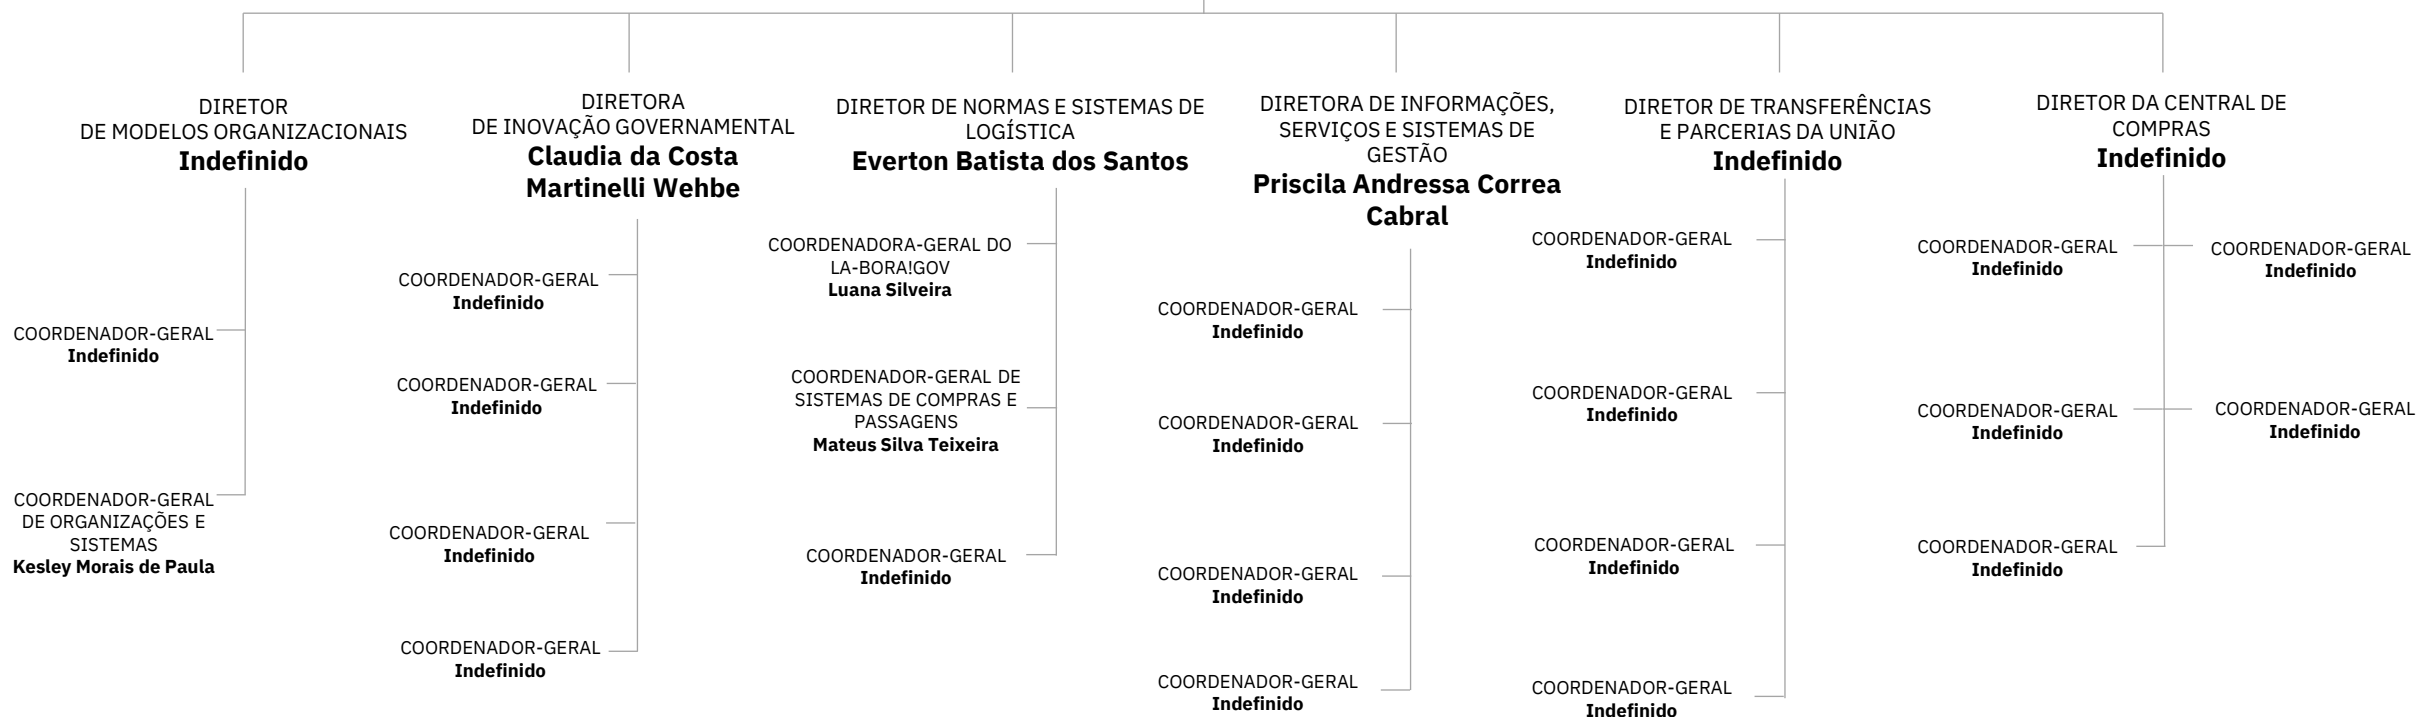 DIRETOR
DE MODELOS ORGANIZACIONAIS
Indefinido
COORDENADOR-GERAL
Indefinido
COORDENADOR-GERAL
DE ORGANIZAÇÕES E
SISTEMAS
Kesley Morais de Paula
DIRETORA
DE INOVAÇÃO GOVERNAMENTAL
Claudia da Costa
Martinelli Wehbe
COORDENADOR-GERAL
Indefinido
COORDENADOR-GERAL
Indefinido
COORDENADOR-GERAL
Indefinido
COORDENADOR-GERAL
Indefinido
DIRETOR DE NORMAS E SISTEMAS DE
LOGÍSTICA
Everton Batista dos Santos
COORDENADORA-GERAL DO
LA-BORA!GOV
Luana Silveira
COORDENADOR-GERAL DE
SISTEMAS DE COMPRAS E
PASSAGENS
Mateus Silva Teixeira
COORDENADOR-GERAL
Indefinido
DIRETORA DE INFORMAÇÕES,
SERVIÇOS E SISTEMAS DE
GESTÃO
Priscila Andressa Correa
Cabral
COORDENADOR-GERAL
Indefinido
COORDENADOR-GERAL
Indefinido
COORDENADOR-GERAL
Indefinido
COORDENADOR-GERAL
Indefinido
DIRETOR DE TRANSFERÊNCIAS
E PARCERIAS DA UNIÃO
Indefinido
COORDENADOR-GERAL
Indefinido
COORDENADOR-GERAL
Indefinido
COORDENADOR-GERAL
Indefinido
COORDENADOR-GERAL
Indefinido
DIRETOR DA CENTRAL DE
COMPRAS
Indefinido
COORDENADOR-GERAL
Indefinido
COORDENADOR-GERAL
Indefinido
COORDENADOR-GERAL
Indefinido
COORDENADOR-GERAL
Indefinido
COORDENADOR-GERAL
Indefinido